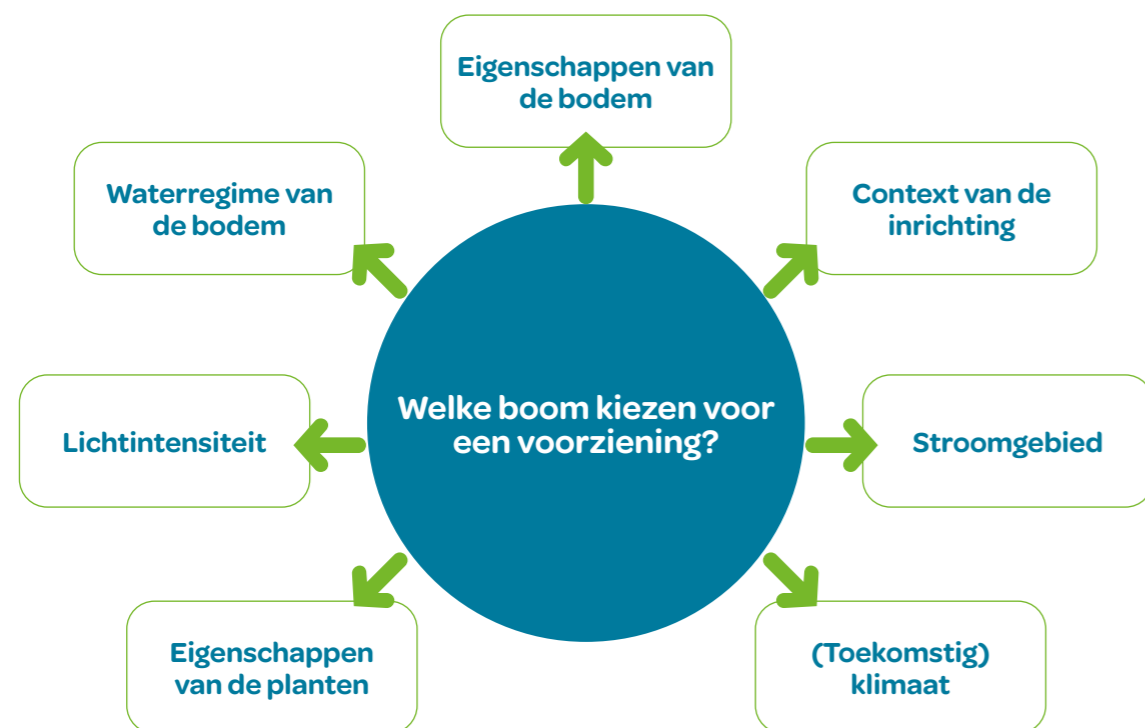 Eigenschappen van
de bodem
Waterregime van
de bodem
Context van de
inrichting
Welke boom kiezen voor
een voorziening?
Lichtintensiteit
Stroomgebied
Eigenschappen
van de planten
(Toekomstig)
klimaat